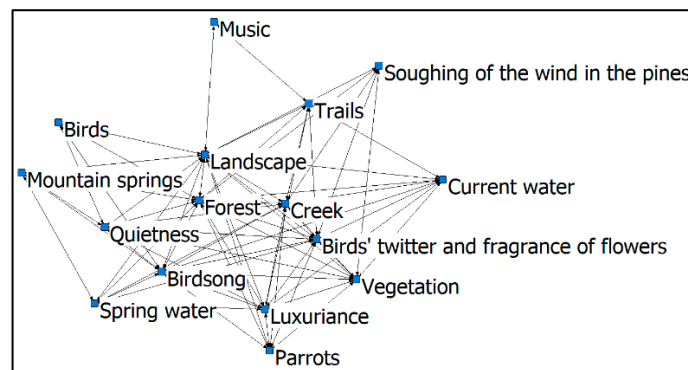 Music
Soughing of the wind in the pines
Trails
Birds
Landscape
Mountain springs
Current water
Forest
Creek
Quietness
Birds' twitter and fragrance of flowers
Birdsong
Vegetation
Spring water
Luxuriance
Parrots